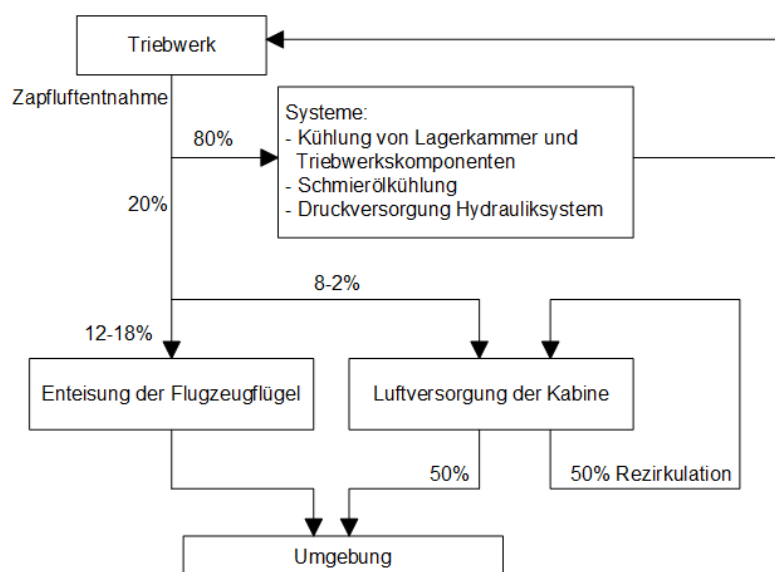 Triebwerk
Zapfluftentnahme
80%
Systeme:
- Kühlung von Lagerkammer und
Triebwerkskomponenten
- Schmierölkühlung
- Druckversorgung Hydrauliksystem
20%
8-2%
12-18%
Enteisung der Flugzeugflügel
Luftversorgung der Kabine
50%
50% Rezirkulation
Umgebung